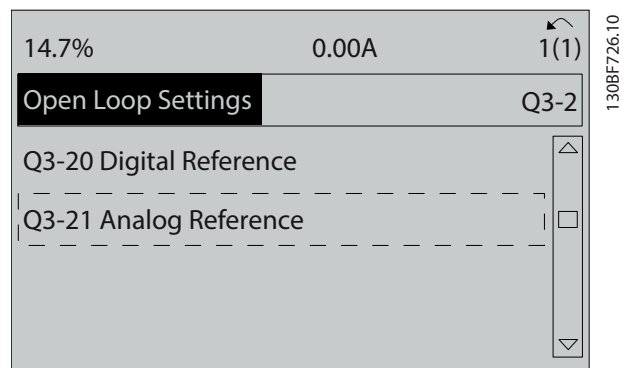 14.7% 0.00A 1(1)
Open Loop Settings Q3-2
Q3-20 Digital Reference
Q3-21 Analog Reference
130BF726.10